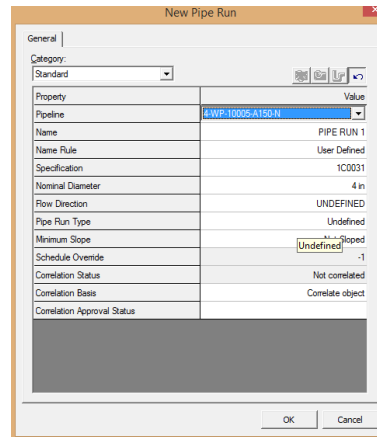 New Pipe Run
General
Category:
Standard
Property Value
Pipeline 4-WP-10005-A150-N
Name PIPE RUN 1
Name Rule User Defined
Specification 1C0031
Nominal Diameter 4 in
Flow Direction UNDEFINED
Pipe Run Type Undefined
Minimum Slope Not Sloped
Undefined
Schedule Override -1
Correlation Status Not correlated
Correlation Basis Correlate object
Correlation Approval Status
OK Cancel